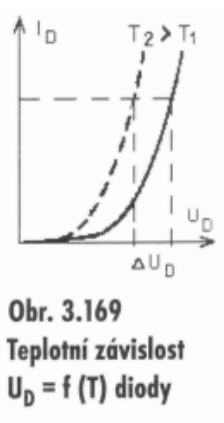 I_D
T_2 > T_1
U_D
ΔU_D
Obr. 3.169
Teplotní závislost
U_D = f (T) diody